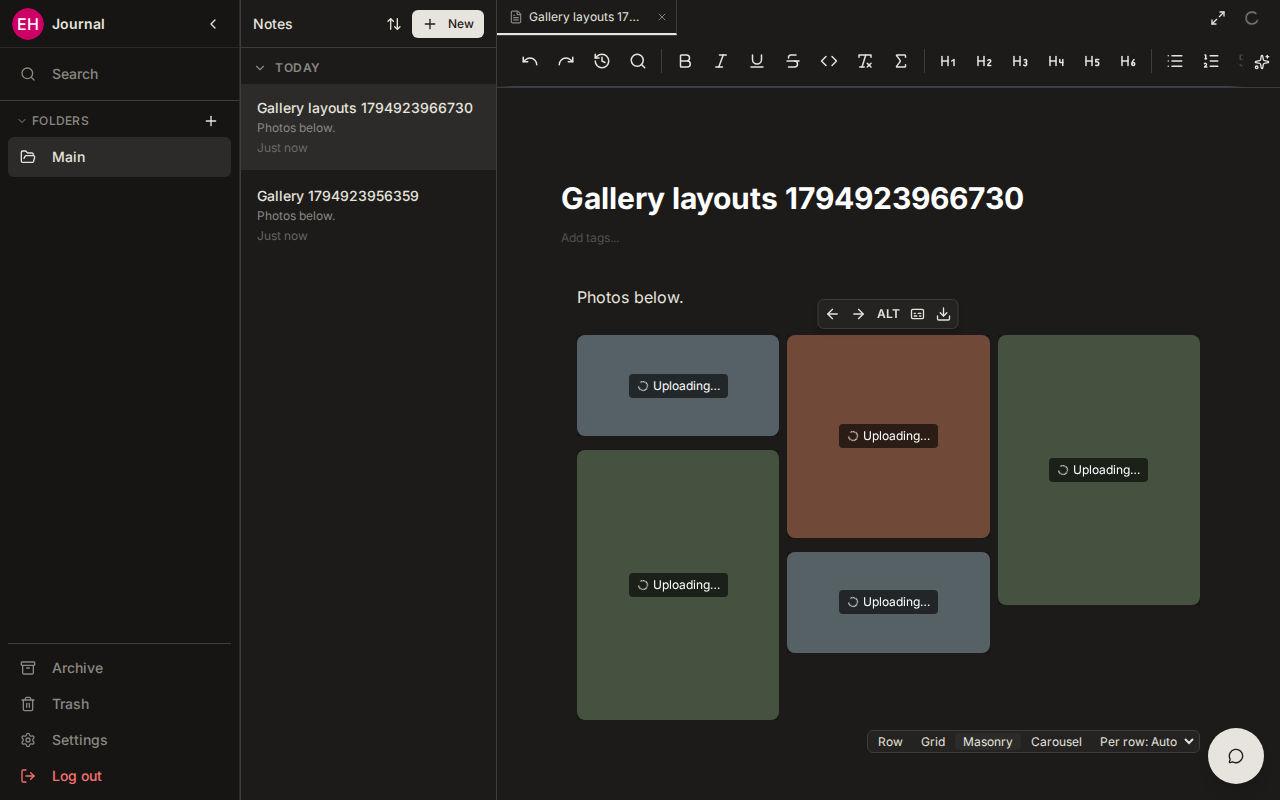 EH Journal
Search
FOLDERS
Main
Archive
Trash
Settings
Log out
Notes
New
TODAY
Gallery layouts 1794923966730
Photos below.
Just now
Gallery 1794923956359
Photos below.
Just now
Gallery layouts 17...
H1 H2 H3 H4 H5 H6
Gallery layouts 1794923966730
Add tags...
Photos below.
ALT
Uploading...
Uploading...
Uploading...
Uploading...
Uploading...
Row Grid Masonry Carousel Per row: Auto